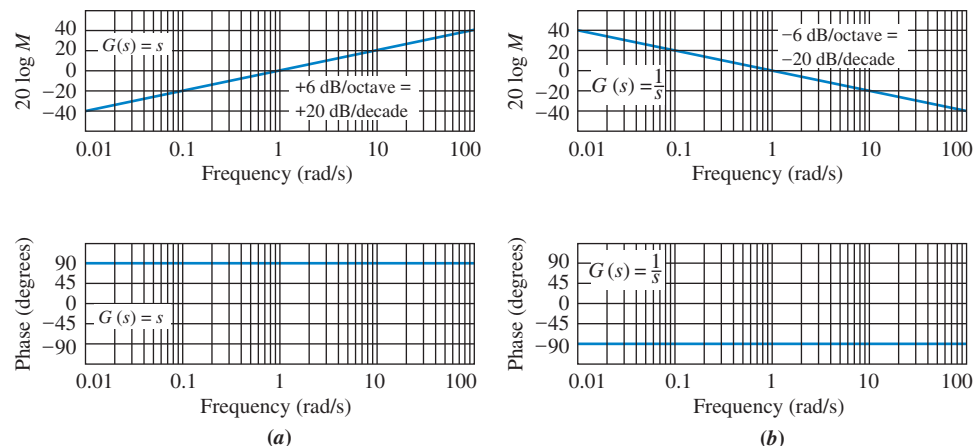 20 log M
40
20
0
−20
−40
G(s) = s
+6 dB/octave =
+20 dB/decade
0.01 0.1 1 10 100
Frequency (rad/s)
20 log M
40
20
0
−20
−40
−6 dB/octave =
−20 dB/decade
G (s) = 1/s
0.01 0.1 1 10 100
Frequency (rad/s)
Phase (degrees)
90
45
0
−45
−90
G (s) = s
0.01 0.1 1 10 100
Frequency (rad/s)
(a)
Phase (degrees)
90
45
0
−45
−90
G (s) = 1/s
0.01 0.1 1 10 100
Frequency (rad/s)
(b)